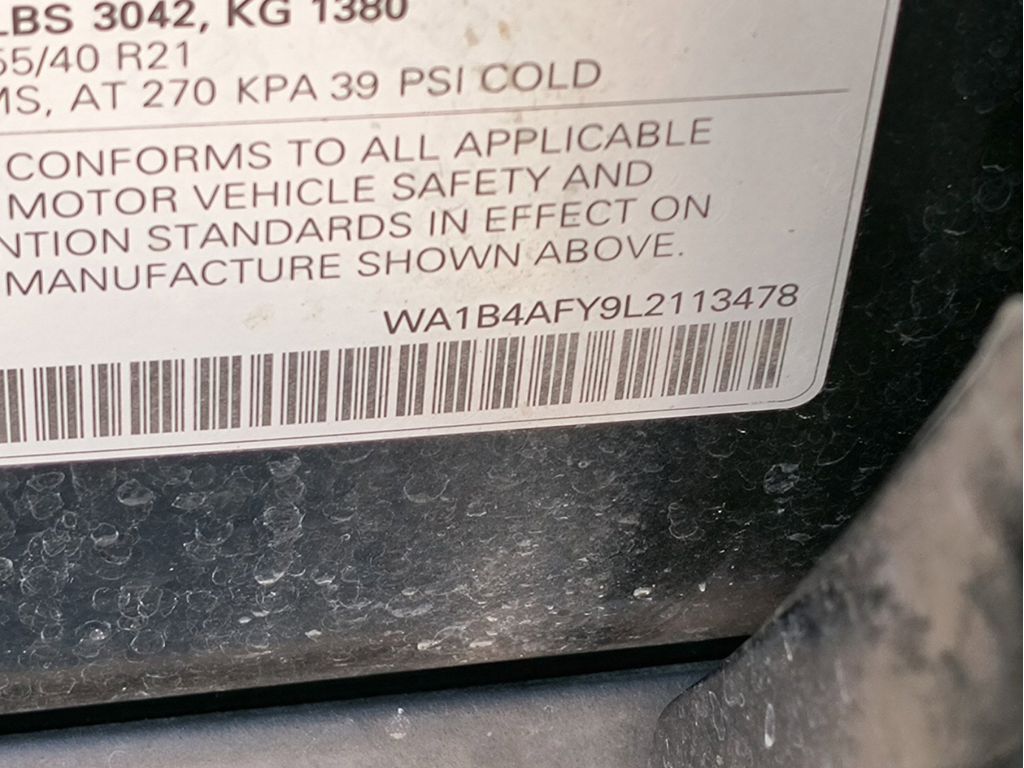 LBS 3042, KG 1380
55/40 R21
MS, AT 270 KPA 39 PSI COLD
CONFORMS TO ALL APPLICABLE
MOTOR VEHICLE SAFETY AND
NTION STANDARDS IN EFFECT ON
MANUFACTURE SHOWN ABOVE.
WA1B4AFY9L2113478